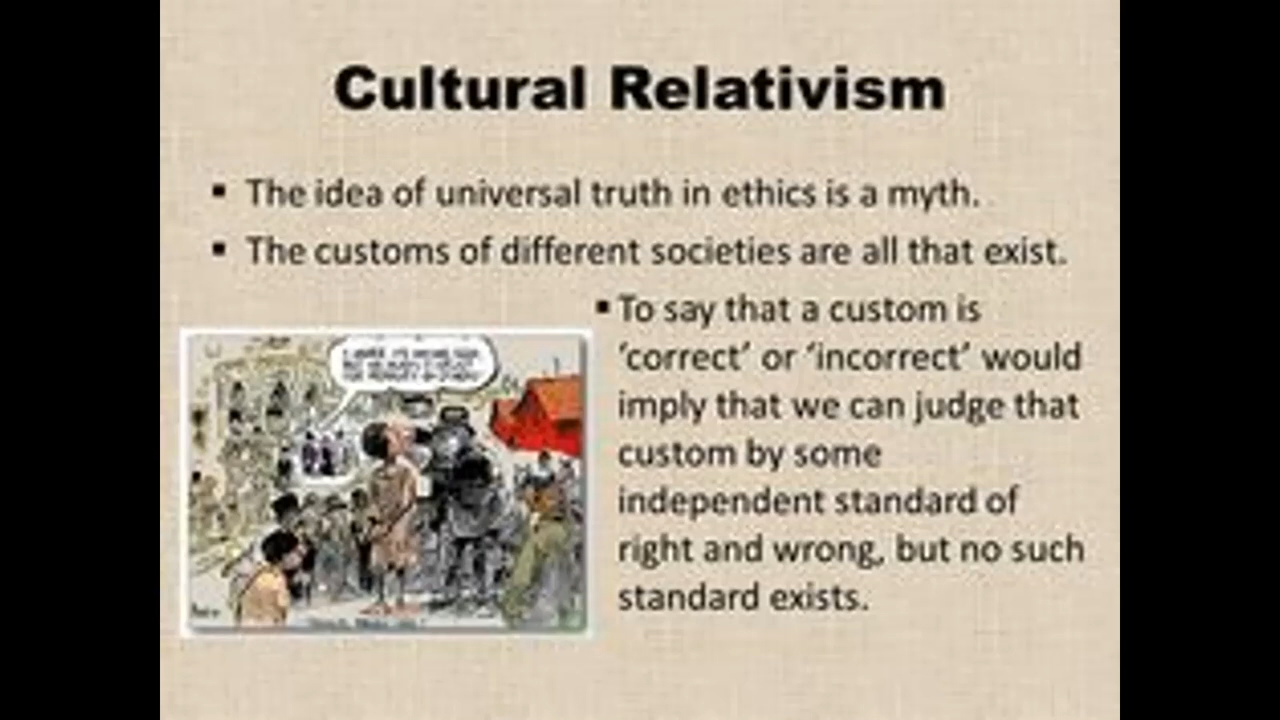 Cultural Relativism
▪ The idea of universal truth in ethics is a myth.
▪ The customs of different societies are all that exist.
▪ To say that a custom is
‘correct’ or ‘incorrect’ would
imply that we can judge that
custom by some
independent standard of
right and wrong, but no such
standard exists.